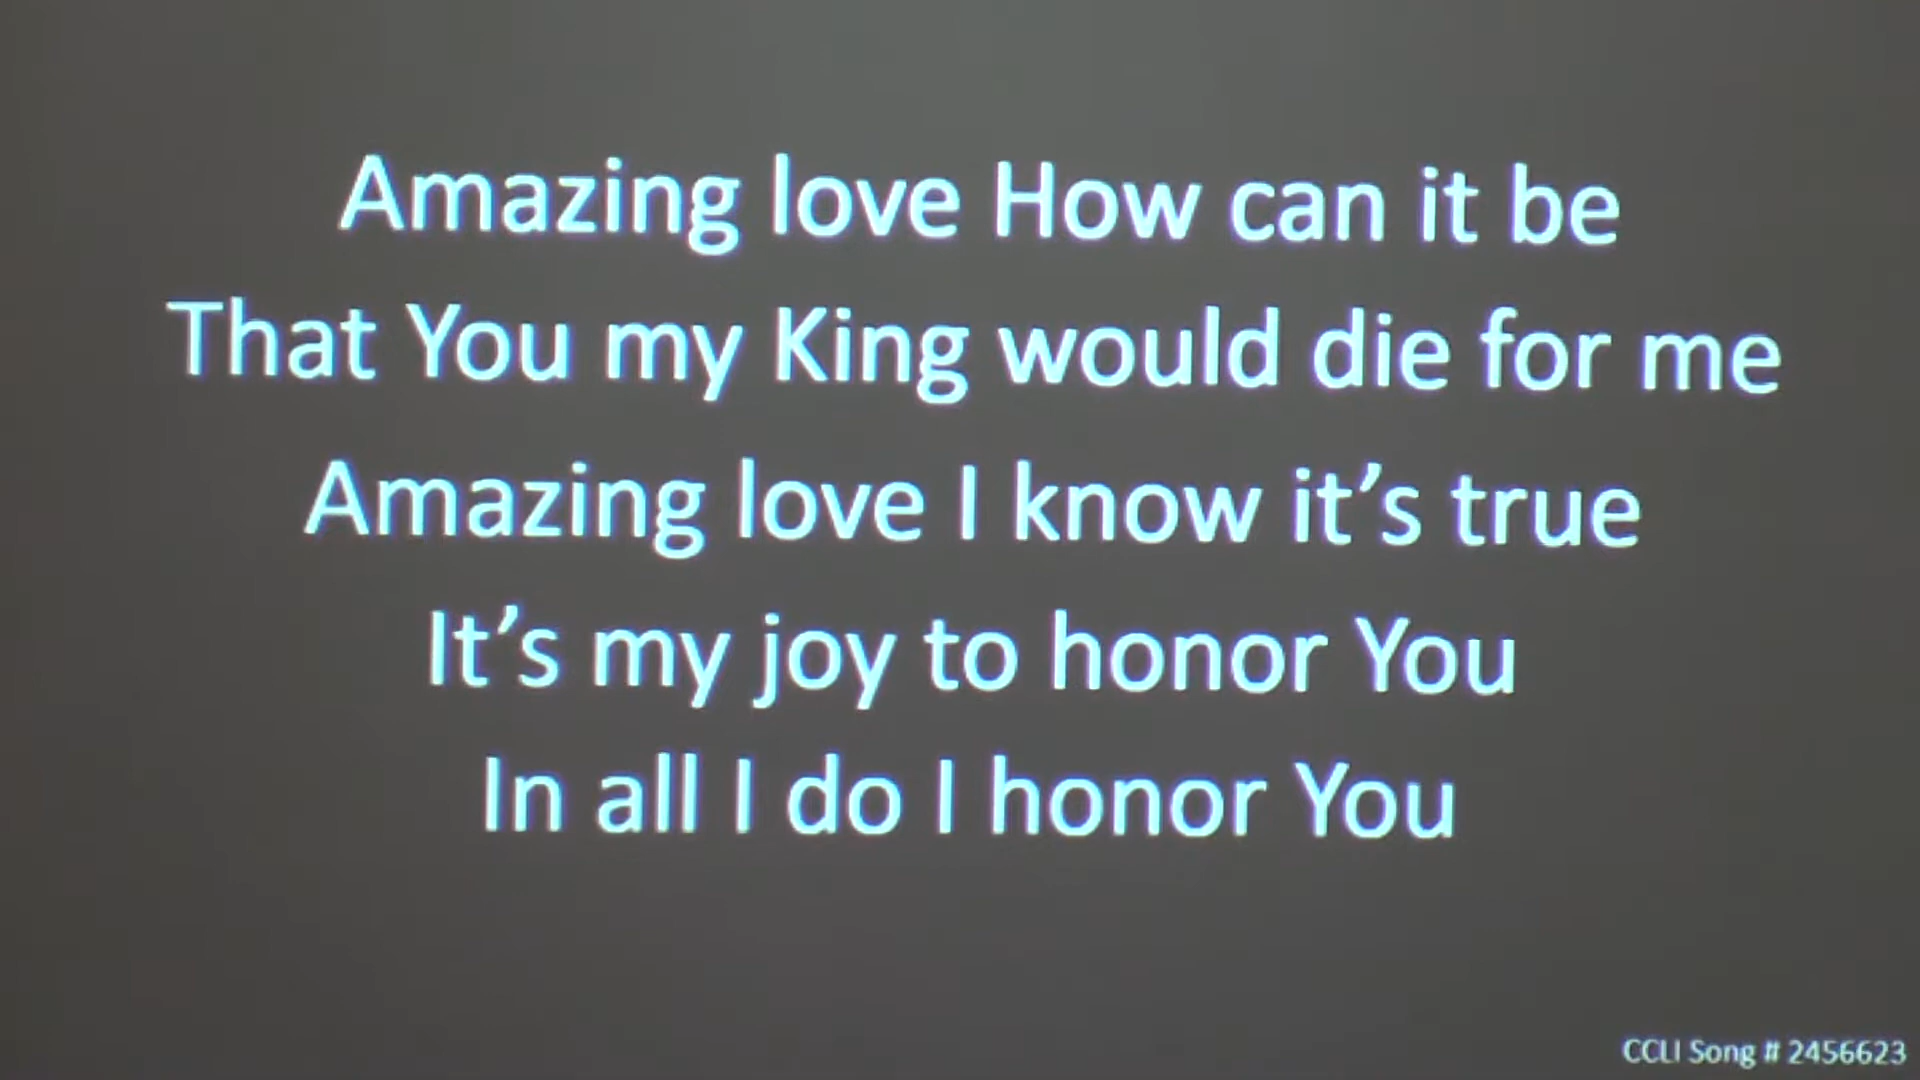 Amazing love How can it be
That You my King would die for me
Amazing love I know it’s true
It’s my joy to honor You
In all I do I honor You
CCLI Song # 2456623